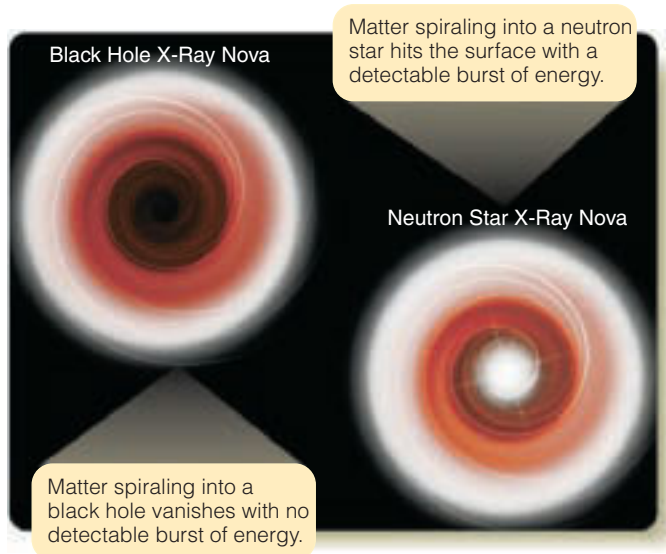 Black Hole X-Ray Nova
Matter spiraling into a neutron
star hits the surface with a
detectable burst of energy.
Neutron Star X-Ray Nova
Matter spiraling into a
black hole vanishes with no
detectable burst of energy.